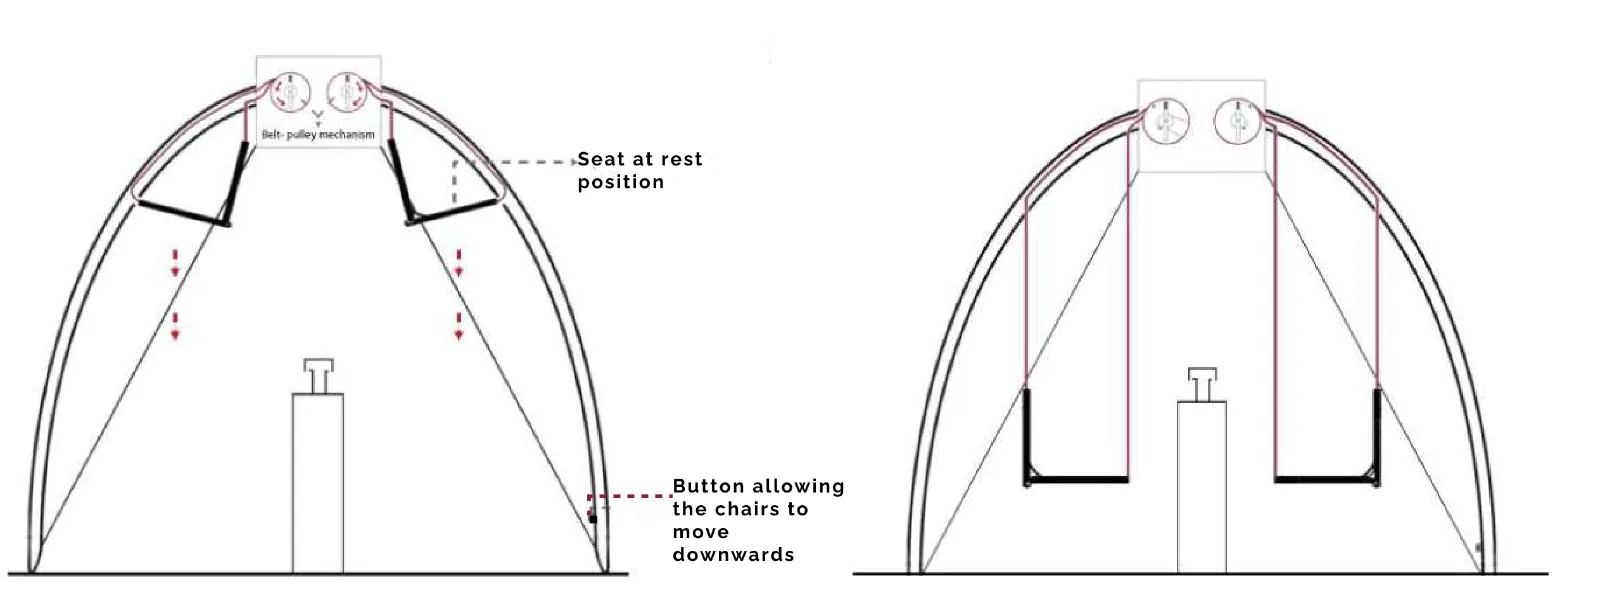 Belt- pulley mechanism
Seat at rest
position
Button allowing
the chairs to
move
downwards